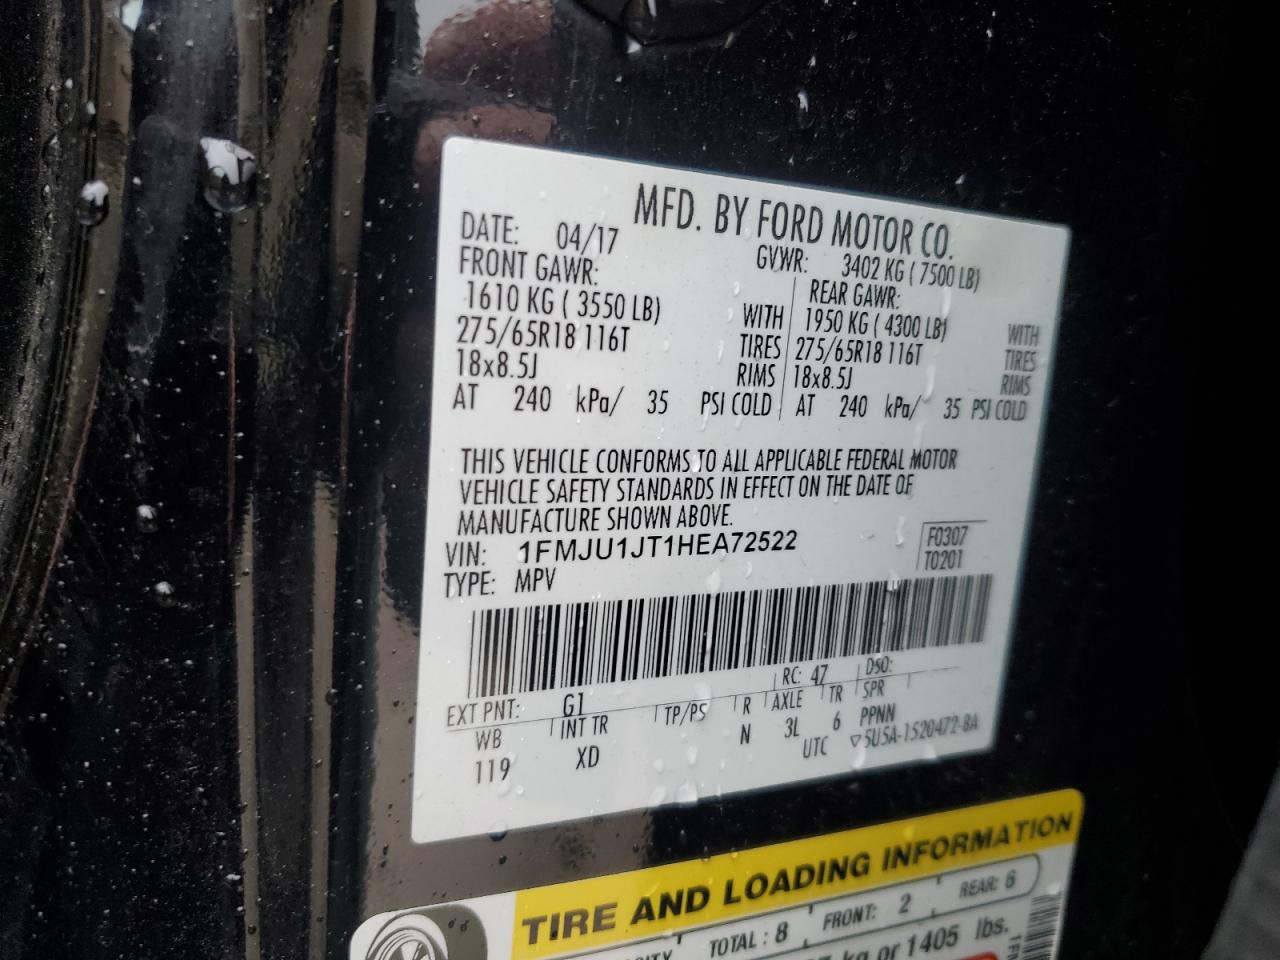 MFD. BY FORD MOTOR CO.
DATE: 04/17 GVWR: 3402 KG ( 7500 LB)
FRONT GAWR: REAR GAWR:
1610 KG ( 3550 LB) WITH 1950 KG ( 4300 LB) WITH
275/65R18 116T TIRES 275/65R18 116T TIRES
18x8.5J RIMS 18x8.5J RIMS
AT 240 kPa/ 35 PSI COLD AT 240 kPa/ 35 PSI COLD
THIS VEHICLE CONFORMS TO ALL APPLICABLE FEDERAL MOTOR
VEHICLE SAFETY STANDARDS IN EFFECT ON THE DATE OF
MANUFACTURE SHOWN ABOVE.
VIN: 1FMJU1JT1HEA72522 F0307
TYPE: MPV T0201
EXT PNT: G1 RC: 47 DSO:
WB INT TR TP/PS R AXLE TR SPR
119 XD N 3L 6 PPNN
UTC ▽5U5A-1520472-BA
TIRE AND LOADING INFORMATION
TOTAL : 8 FRONT: 2 REAR: 6
kg or 1405 lbs.